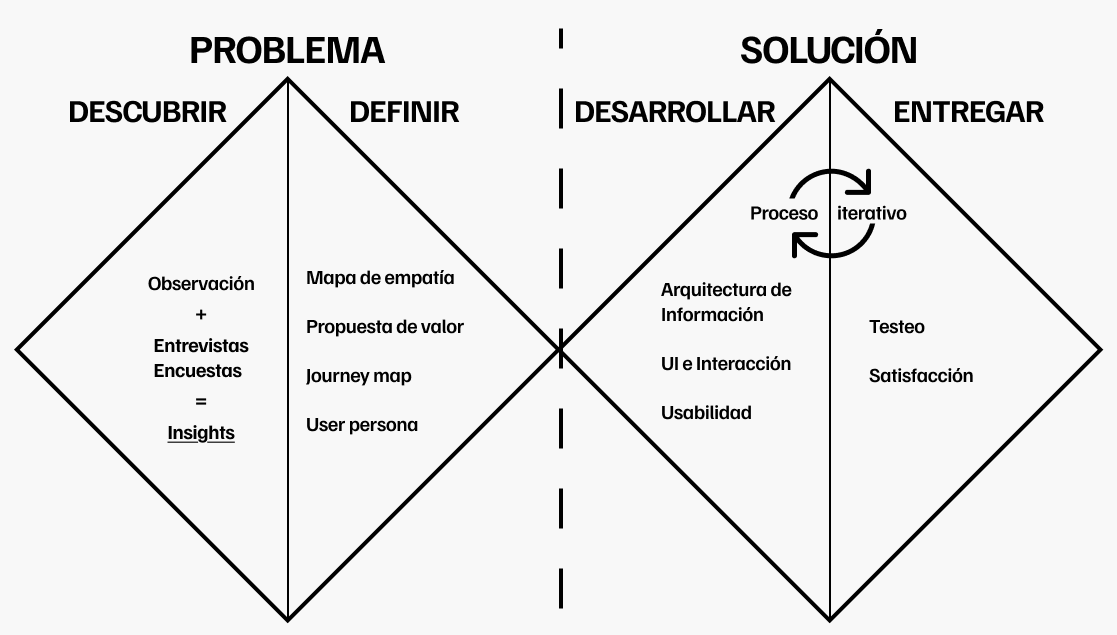 PROBLEMA
SOLUCIÓN
DESCUBRIR
DEFINIR
DESARROLLAR
ENTREGAR
Proceso iterativo
Observación
+
Entrevistas
Encuestas
=
Insights
Mapa de empatía
Propuesta de valor
Journey map
User persona
Arquitectura de
Información
UI e Interacción
Usabilidad
Testeo
Satisfacción